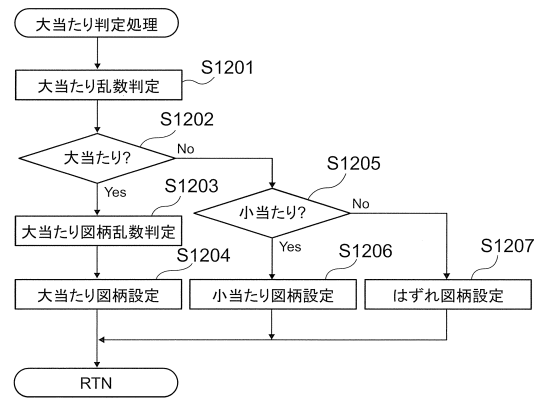 大当たり判定処理
S1201
大当たり乱数判定
S1202
大当たり?
No
Yes
S1203
大当たり図柄乱数判定
S1205
小当たり?
No
Yes
S1204
大当たり図柄設定
S1206
小当たり図柄設定
S1207
はずれ図柄設定
RTN